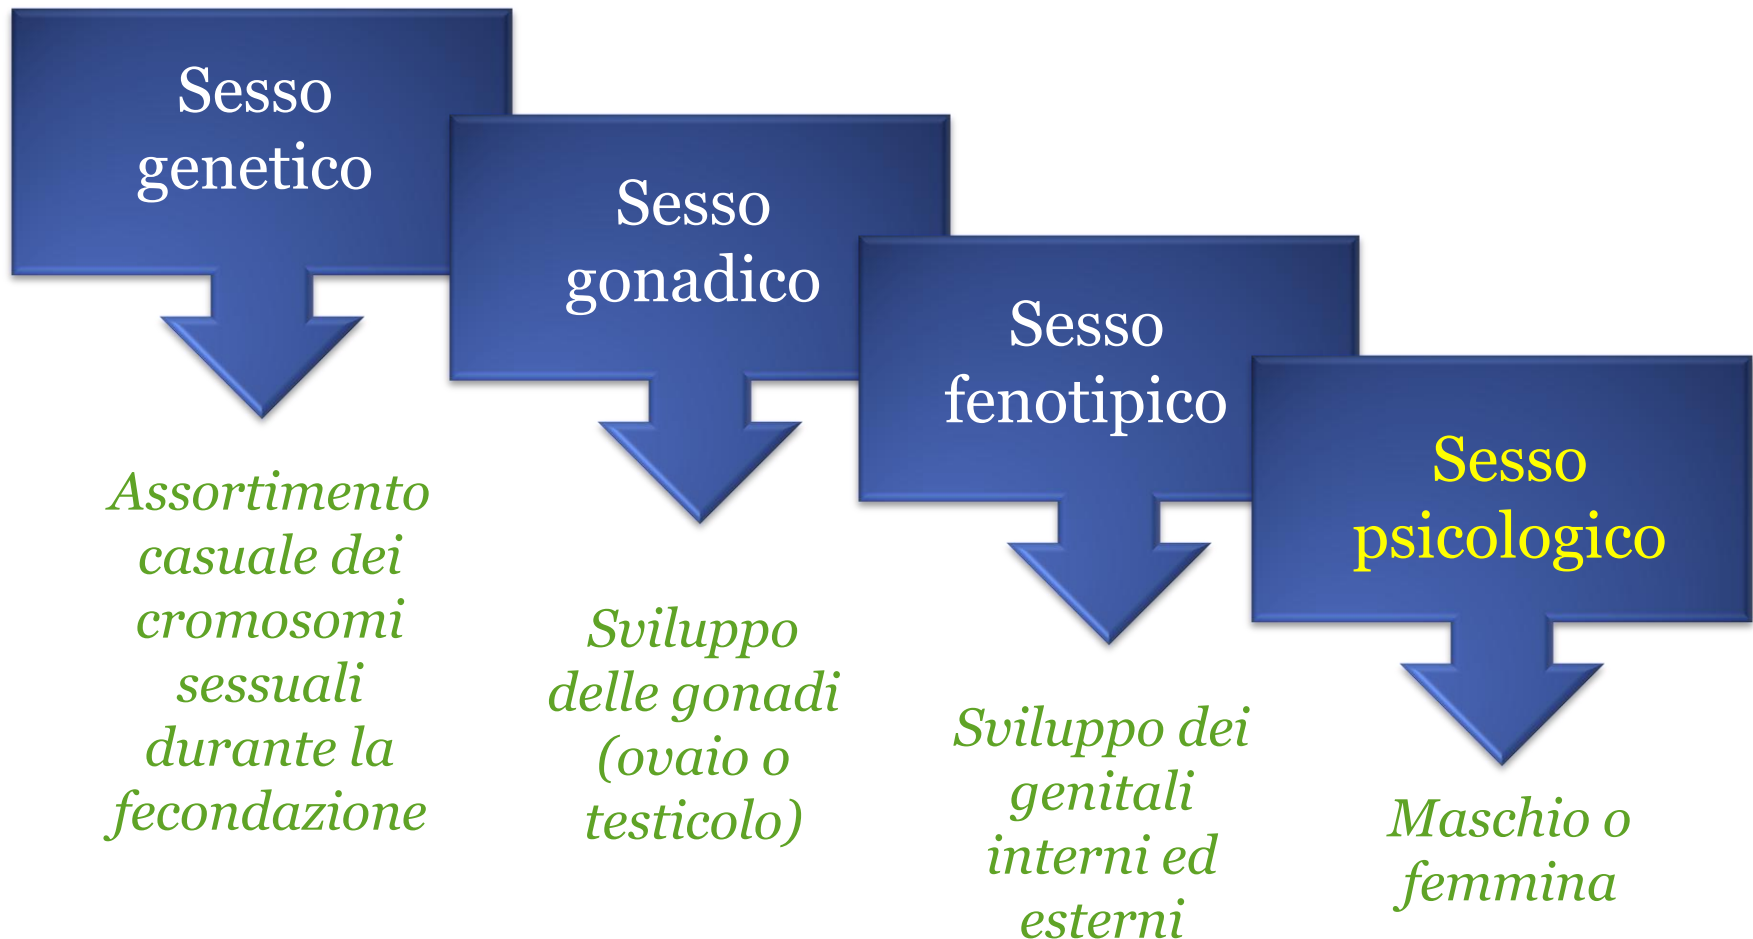 Sesso
genetico
Assortimento
casuale dei
cromosomi
sessuali
durante la
fecondazione
Sesso
gonadico
Sviluppo
delle gonadi
(ovaio o
testicolo)
Sesso
fenotipico
Sviluppo dei
genitali
interni ed
esterni
Sesso
psicologico
Maschio o
femmina